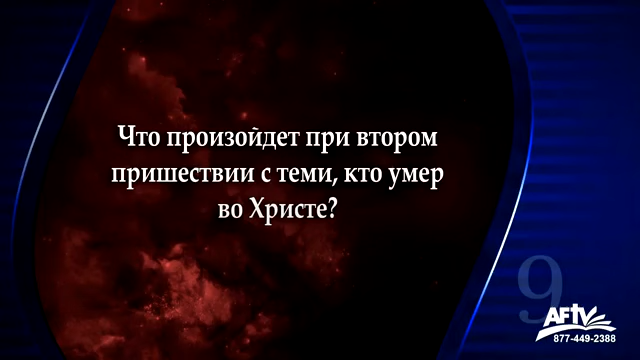 Что произойдет при втором
пришествии с теми, кто умер
во Христе?
9
AFtv
877-449-2388